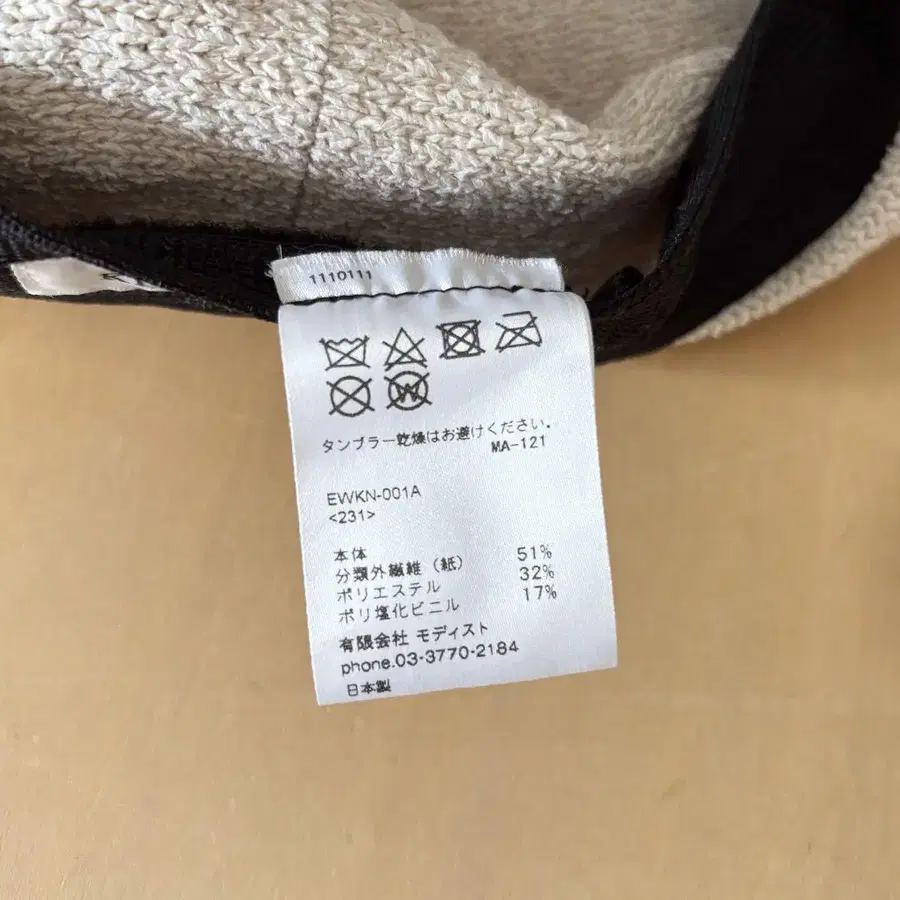 1110111
タンブラー乾燥はお避けください。
MA-121
EWKN-001A
<231>
本体
分類外繊維（紙） 51%
ポリエステル 32%
ポリ塩化ビニル 17%
有限会社 モディスト
phone.03-3770-2184
日本製